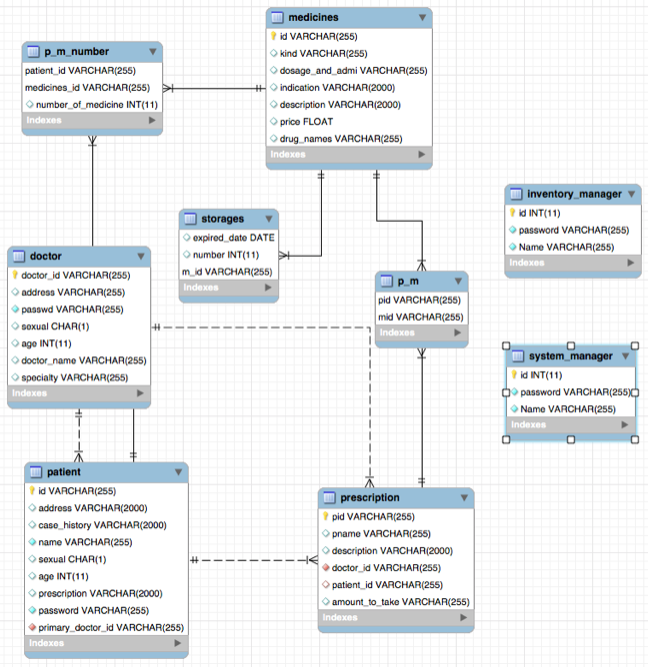 medicines
id VARCHAR(255)
kind VARCHAR(255)
dosage_and_admi VARCHAR(255)
indication VARCHAR(2000)
description VARCHAR(2000)
price FLOAT
drug_names VARCHAR(255)
Indexes
p_m_number
patient_id VARCHAR(255)
medicines_id VARCHAR(255)
number_of_medicine INT(11)
Indexes
storages
expired_date DATE
number INT(11)
m_id VARCHAR(255)
Indexes
inventory_manager
id INT(11)
password VARCHAR(255)
Name VARCHAR(255)
Indexes
doctor
doctor_id VARCHAR(255)
address VARCHAR(255)
passwd VARCHAR(255)
sexual CHAR(1)
age INT(11)
doctor_name VARCHAR(255)
specialty VARCHAR(255)
Indexes
p_m
pid VARCHAR(255)
mid VARCHAR(255)
Indexes
system_manager
id INT(11)
password VARCHAR(255)
Name VARCHAR(255)
Indexes
patient
id VARCHAR(255)
address VARCHAR(2000)
case_history VARCHAR(2000)
name VARCHAR(255)
sexual CHAR(1)
age INT(11)
prescription VARCHAR(2000)
password VARCHAR(255)
primary_doctor_id VARCHAR(255)
Indexes
prescription
pid VARCHAR(255)
pname VARCHAR(255)
description VARCHAR(2000)
doctor_id VARCHAR(255)
patient_id VARCHAR(255)
amount_to_take VARCHAR(255)
Indexes